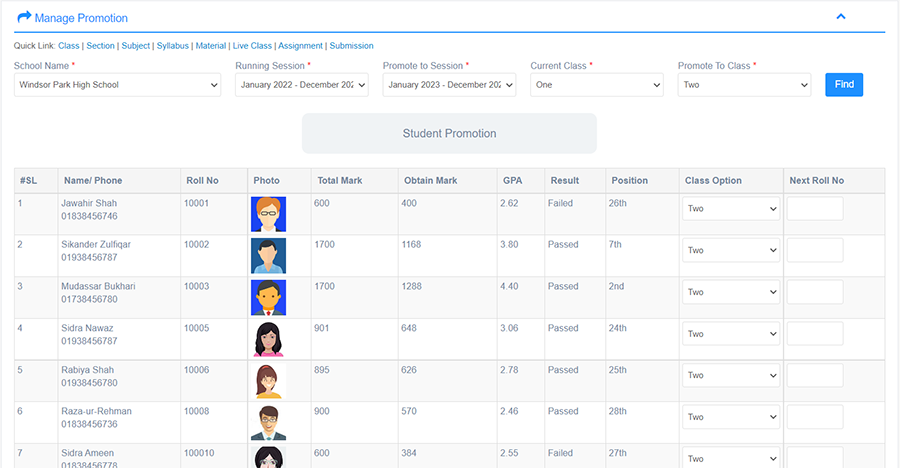 Manage Promotion
Quick Link: Class | Section | Subject | Syllabus | Material | Live Class | Assignment | Submission
School Name * Running Session * Promote to Session * Current Class * Promote To Class *
Windsor Park High School January 2022 - December 202 January 2023 - December 202 One Two Find
Student Promotion
#SL Name/ Phone Roll No Photo Total Mark Obtain Mark GPA Result Position Class Option Next Roll No
1 Jawahir Shah 10001 600 400 2.62 Failed 26th Two
01838456746
2 Sikander Zulfiqar 10002 1700 1168 3.80 Passed 7th Two
01938456787
3 Mudassar Bukhari 10003 1700 1288 4.40 Passed 2nd Two
01738456780
4 Sidra Nawaz 10005 901 648 3.06 Passed 24th Two
01938456787
5 Rabiya Shah 10006 895 626 2.78 Passed 25th Two
01938456780
6 Raza-ur-Rehman 10008 900 570 2.46 Passed 28th Two
01838456736
7 Sidra Ameen 100010 600 384 2.55 Failed 27th Two
01838456778